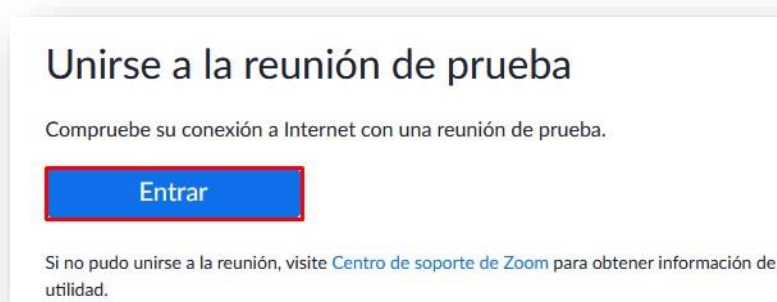 Unirse a la reunión de prueba
Compruebe su conexión a Internet con una reunión de prueba.
Entrar
Si no pudo unirse a la reunión, visite Centro de soporte de Zoom para obtener información de
utilidad.